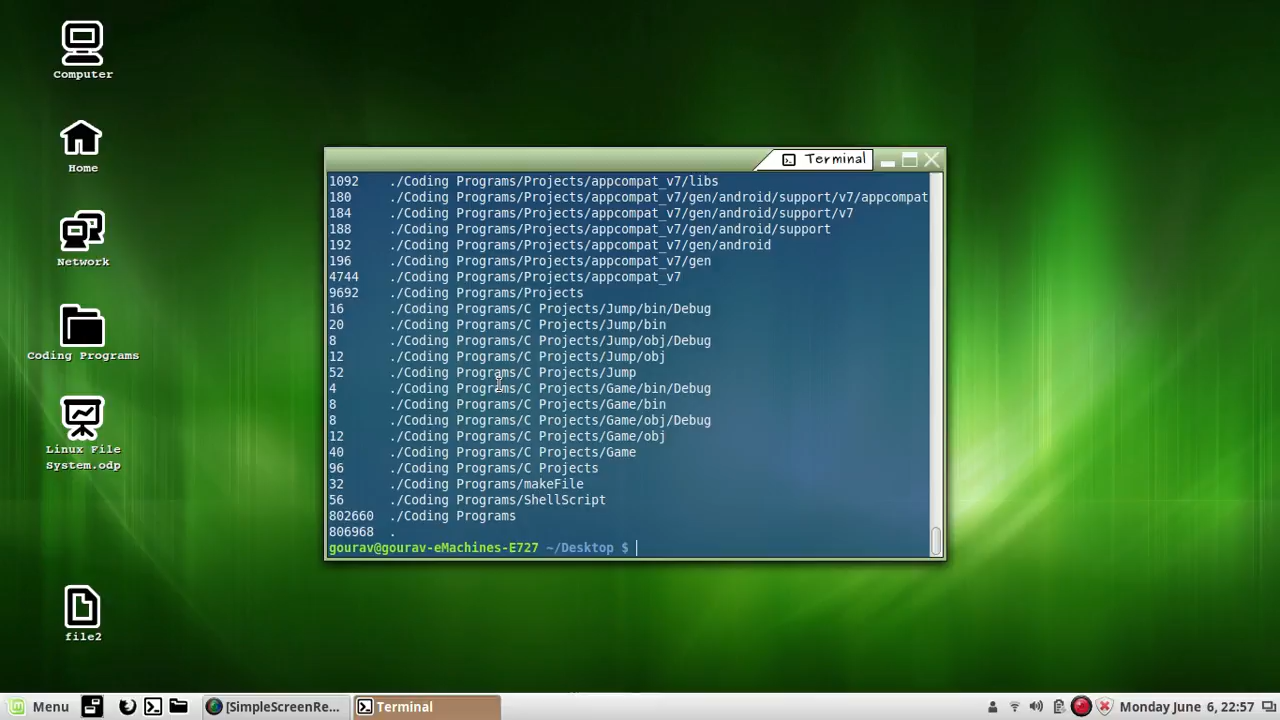 Computer
Home
Network
Coding Programs
Linux File
System.odp
file2
Terminal
1092 ./Coding Programs/Projects/appcompat_v7/libs
180 ./Coding Programs/Projects/appcompat_v7/gen/android/support/v7/appcompat
184 ./Coding Programs/Projects/appcompat_v7/gen/android/support/v7
188 ./Coding Programs/Projects/appcompat_v7/gen/android/support
192 ./Coding Programs/Projects/appcompat_v7/gen/android
196 ./Coding Programs/Projects/appcompat_v7/gen
4744 ./Coding Programs/Projects/appcompat_v7
9692 ./Coding Programs/Projects
16 ./Coding Programs/C Projects/Jump/bin/Debug
20 ./Coding Programs/C Projects/Jump/bin
8 ./Coding Programs/C Projects/Jump/obj/Debug
12 ./Coding Programs/C Projects/Jump/obj
52 ./Coding Programs/C Projects/Jump
4 ./Coding Programs/C Projects/Game/bin/Debug
8 ./Coding Programs/C Projects/Game/bin
8 ./Coding Programs/C Projects/Game/obj/Debug
12 ./Coding Programs/C Projects/Game/obj
40 ./Coding Programs/C Projects/Game
96 ./Coding Programs/C Projects
32 ./Coding Programs/makeFile
56 ./Coding Programs/ShellScript
802660 ./Coding Programs
806968 .
gourav@gourav-eMachines-E727 ~/Desktop $
Menu [SimpleScreenRe... Terminal Monday June 6, 22:57